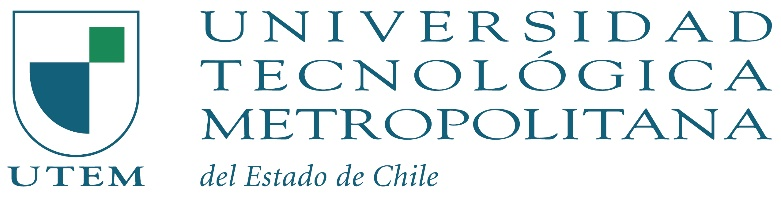 UNIVERSIDAD
TECNOLÓGICA
METROPOLITANA
del Estado de Chile
UTEM